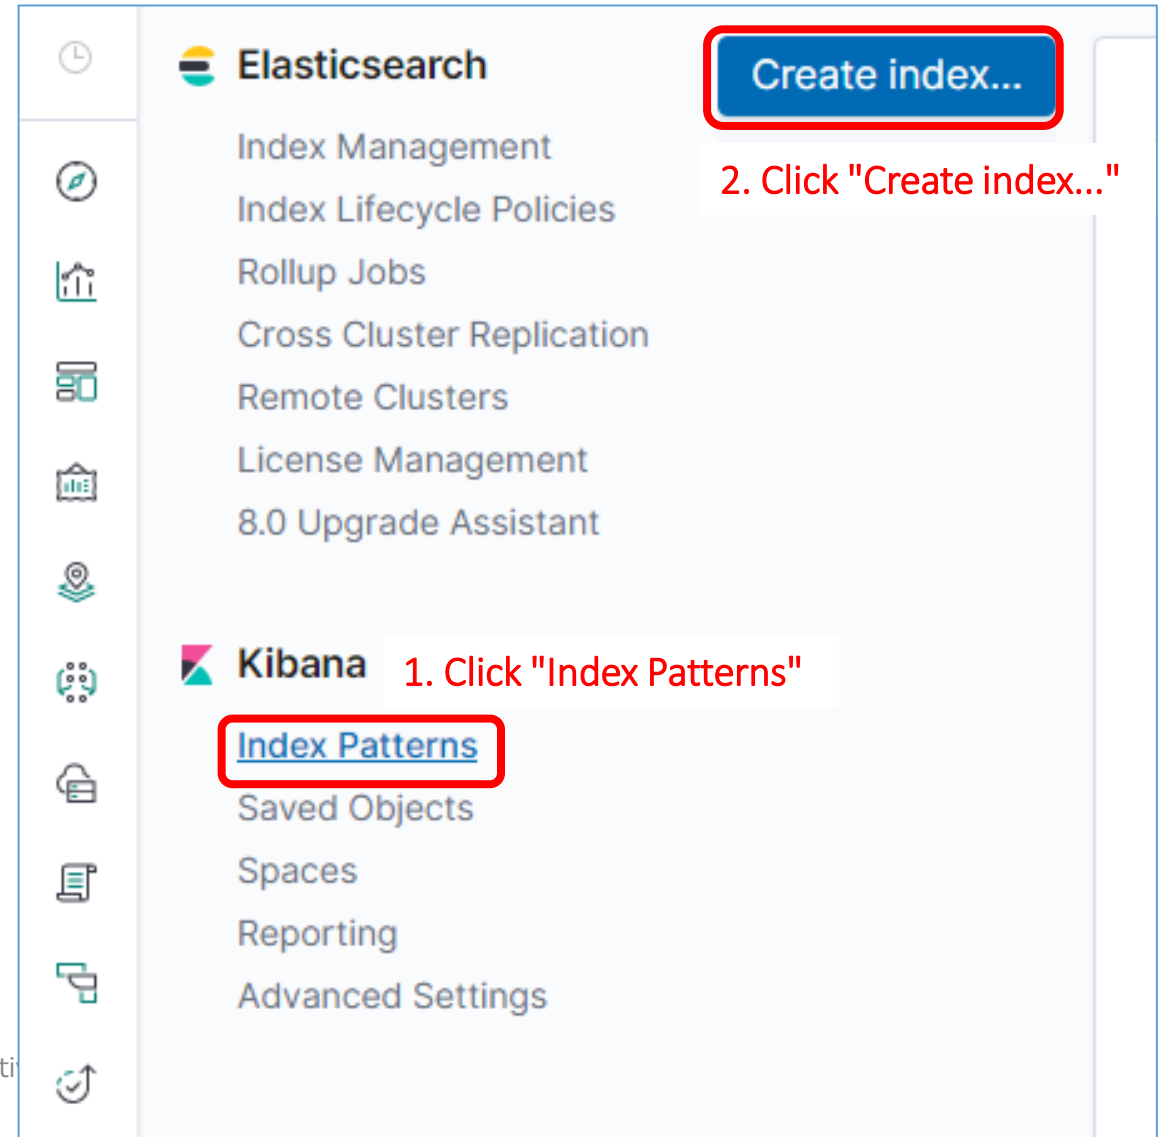 Elasticsearch
Create index...
Index Management
2. Click "Create index..."
Index Lifecycle Policies
Rollup Jobs
Cross Cluster Replication
Remote Clusters
License Management
8.0 Upgrade Assistant
Kibana
1. Click "Index Patterns"
Index Patterns
Saved Objects
Spaces
Reporting
Advanced Settings